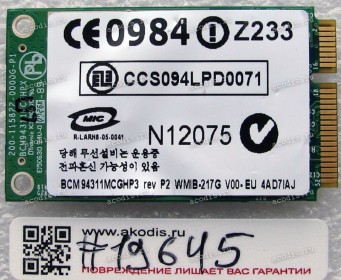 CE0984 Z233
CCS094LPD0071
MIC
R-LARN8-05-0041
N12075
당해 무선설비는 운용중
전파혼신 가능성이 있음
BCM94311MCGHP3 rev P2 WMIB-217G V00-EU 4AD7IAJ
www.akodis.ru
#19645
ПОВРЕЖДЕНИЕ ЛИШАЕТ ГАРАНТИИ